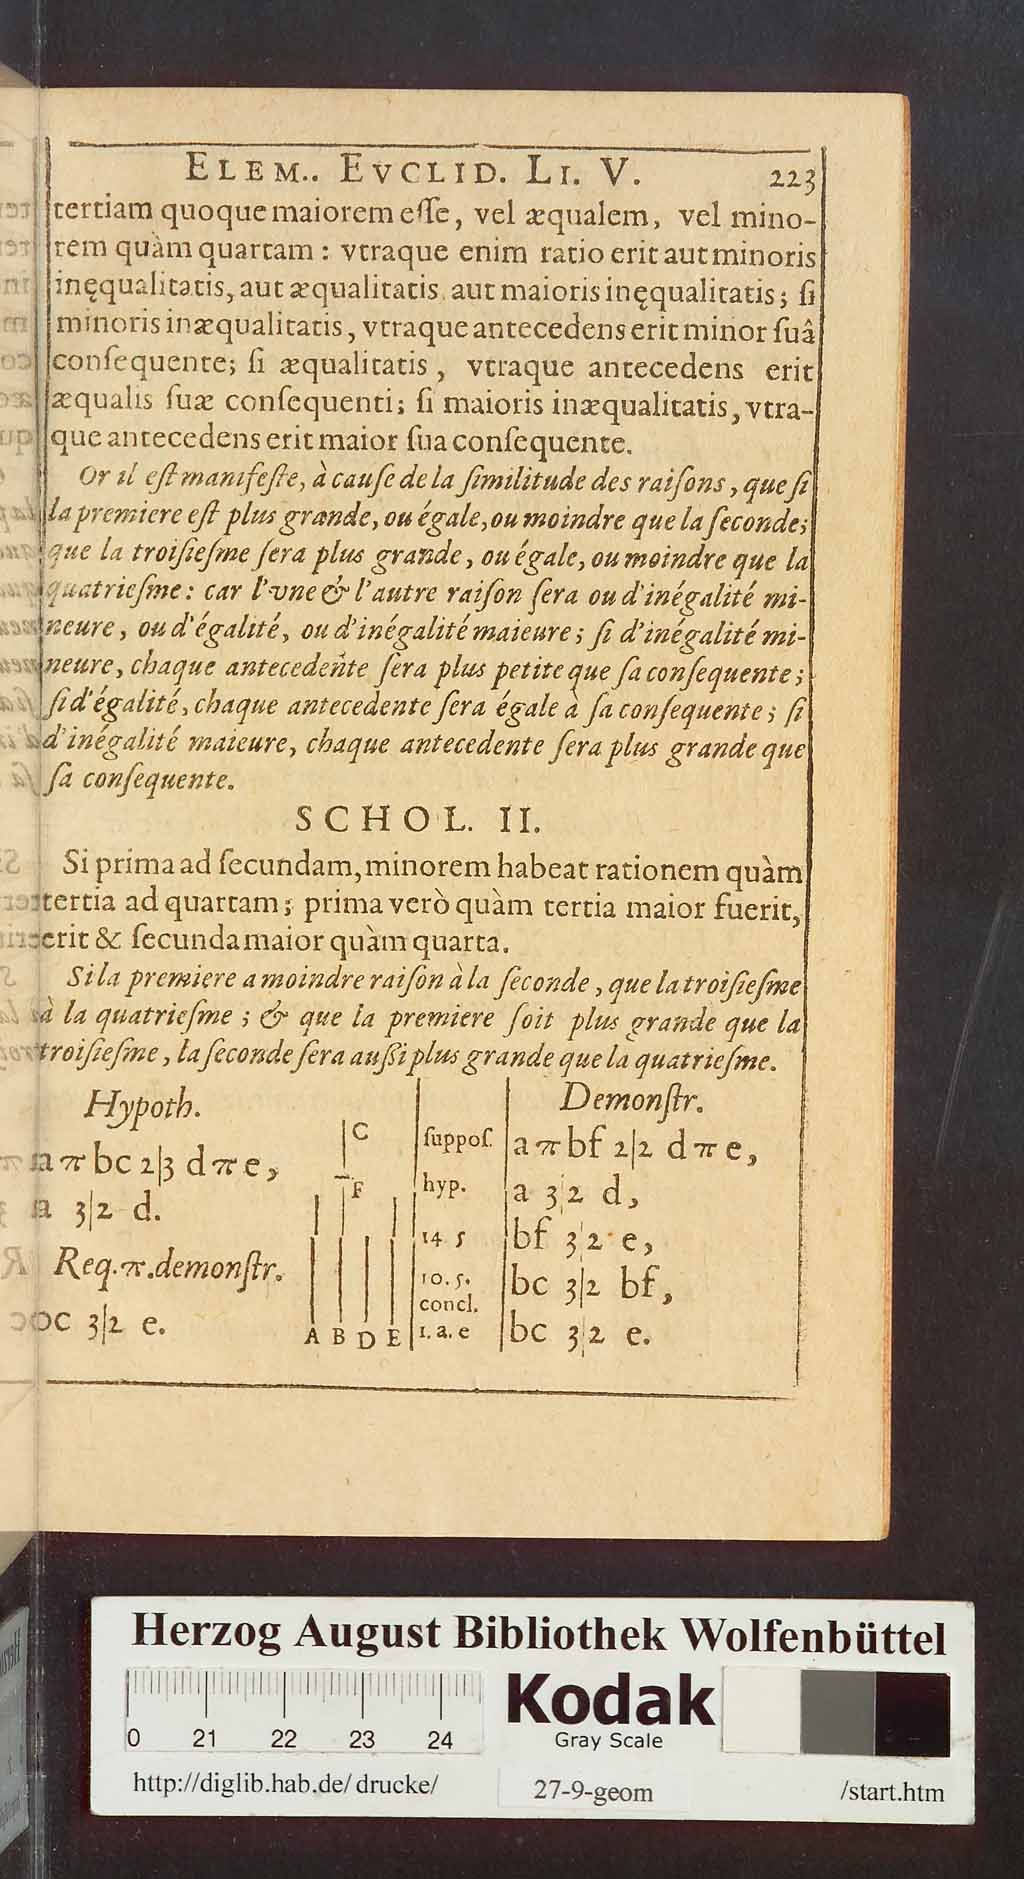 ELEM.. EVCLID. LI. V. 223
tertiam quoque maiorem eſſe, vel æqualem, vel mino-
rem quàm quartam : vtraque enim ratio erit aut minoris
inęqualitatis, aut æqualitatis aut maioris inęqualitatis; ſi
minoris inæqualitatis, vtraque antecedens erit minor ſuâ
conſequente; ſi æqualitatis, vtraque antecedens erit
æqualis ſuæ conſequenti; ſi maioris inæqualitatis, vtra-
que antecedens erit maior ſua conſequente.
Or il eſt manifeſte, à cauſe de la ſimilitude des raiſons, que ſi
la premiere eſt plus grande, ou égale, ou moindre que la ſeconde;
que la troiſieſme ſera plus grande, ou égale, ou moindre que la
quatrieſme: car l'vne & l'autre raiſon ſera ou d'inégalité mi-
neure, ou d'égalité, ou d'inégalité maieure; ſi d'inégalité mi-
neure, chaque antecedente ſera plus petite que ſa conſequente;
ſi d'égalité, chaque antecedente ſera égale à ſa conſequente; ſi
d'inégalité maieure, chaque antecedente ſera plus grande que
ſa conſequente.
SCHOL. II.
Si prima ad ſecundam, minorem habeat rationem quàm
tertia ad quartam; prima verò quàm tertia maior fuerit,
erit & ſecunda maior quàm quarta.
Si la premiere a moindre raiſon à la ſeconde, que la troiſieſme
à la quatrieſme; & que la premiere ſoit plus grande que la
troiſieſme, la ſeconde ſera außi plus grande que la quatrieſme.
Hypoth.
a π bc 2|3 d π e,
a 3|2 d.
Req. π. demonſtr.
bc 3|2 e.
C
F
A B D E
Demonſtr.
ſuppoſ. a π bf 2|2 d π e,
hyp. a 3|2 d,
14 5 bf 3|2 e,
10. 5. bc 3|2 bf,
concl.
1. a. e bc 3|2 e.
Herzog August Bibliothek Wolfenbüttel
0 21 22 23 24
Kodak
Gray Scale
http://diglib.hab.de/drucke/ 27-9-geom /start.htm